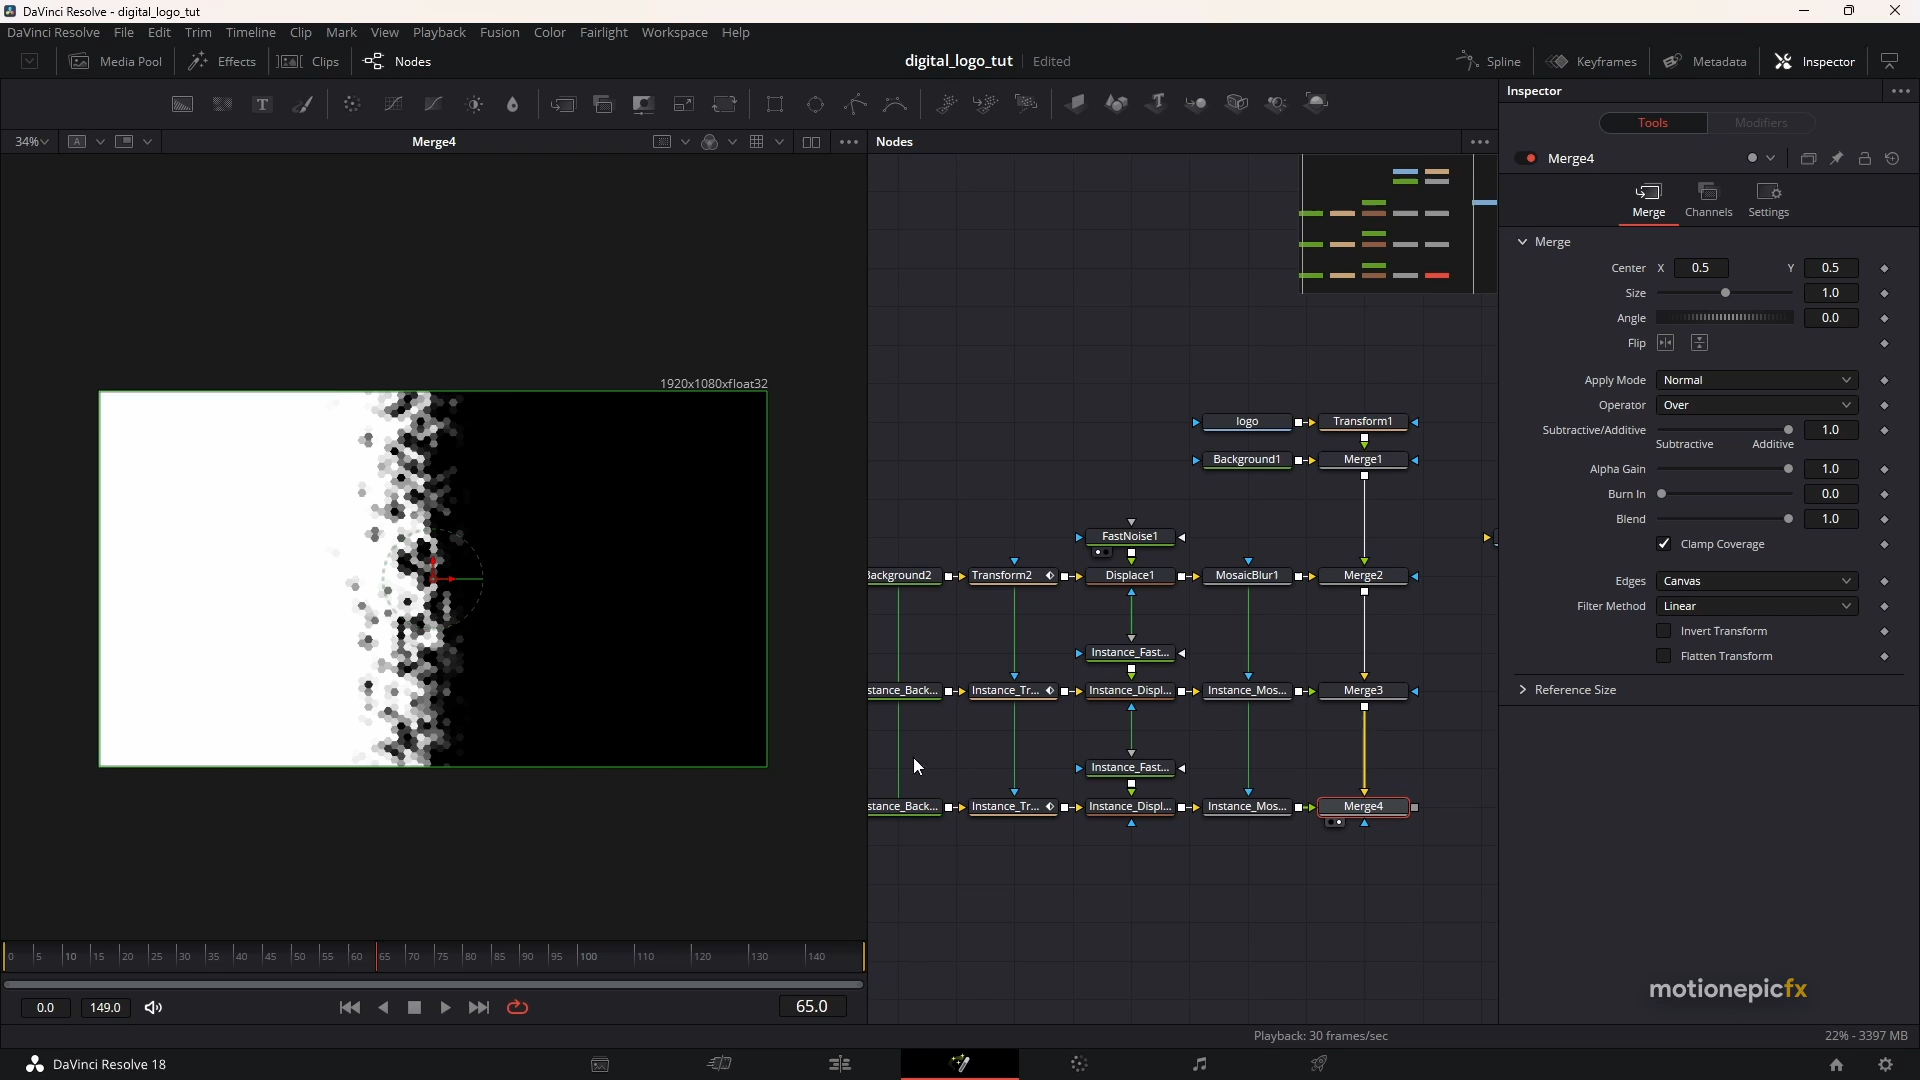 DaVinci Resolve - digital_logo_tut
DaVinci Resolve File Edit Trim Timeline Clip Mark View Playback Fusion Color Fairlight Workspace Help
Media Pool Effects Clips Nodes digital_logo_tut Edited Spline Keyframes Metadata Inspector
T
Inspector
34% A Merge4 Nodes
Tools Modifiers
Merge4
Merge Channels Settings
Merge
Center X 0.5 Y 0.5
Size 1.0
Angle 0.0
Flip
Apply Mode Normal
Operator Over
Subtractive/Additive 1.0
Subtractive Additive
Alpha Gain 1.0
Burn In 0.0
Blend 1.0
Clamp Coverage
Edges Canvas
Filter Method Linear
Invert Transform
Flatten Transform
Reference Size
1920x1080xfloat32
logo Transform1
Background1 Merge1
FastNoise1
Background2 Transform2 Displace1 MosaicBlur1 Merge2
Instance_Fast...
stance_Back... Instance_Tr... Instance_Displ... Instance_Mos... Merge3
Instance_Fast...
stance_Back... Instance_Tr... Instance_Displ... Instance_Mos... Merge4
0 5 10 15 20 25 30 35 40 45 50 55 60 65 70 75 80 85 90 95 100 110 120 130 140
0.0 149.0 65.0
motionepicfx
Playback: 30 frames/sec 22% - 3397 MB
DaVinci Resolve 18